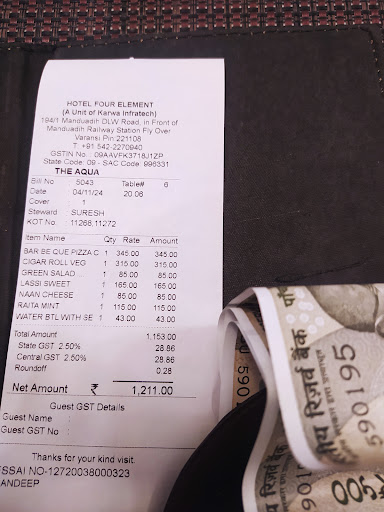 HOTEL FOUR ELEMENT
(A Unit of Karwa Infratech)
194/1 Manduadih DLW Road, in Front of
Manduadih Railway Station Fly Over
Varansi Pin:221108
T: +91 542-2270940
GSTIN No. : 09AAVFK3718J1ZP
State Code: 09 - SAC Code: 996331
THE AQUA
Bill No 5043 Table# 6
Date 04/11/24 20:06
Cover 1
Steward SURESH
KOT No. 11268,11272
Item Name Qty Rate Amount
BAR BE QUE PIZZA C 1 345.00 345.00
CIGAR ROLL VEG 1 315.00 315.00
GREEN SALAD ... 1 85.00 85.00
LASSI SWEET 1 165.00 165.00
NAAN CHEESE 1 85.00 85.00
RAITA MINT 1 115.00 115.00
WATER BTL WITH SE 1 43.00 43.00
Total Amount 1,153.00
State GST 2.50% 28.86
Central GST 2.50% 28.86
Roundoff 0.28
Net Amount ₹ 1,211.00
Guest GST Details
Guest Name :
Guest GST No :
Thanks for your kind visit.
ESSAI NO-12720038000323
ANDEEP
590195
रिज़र्व बैंक
590